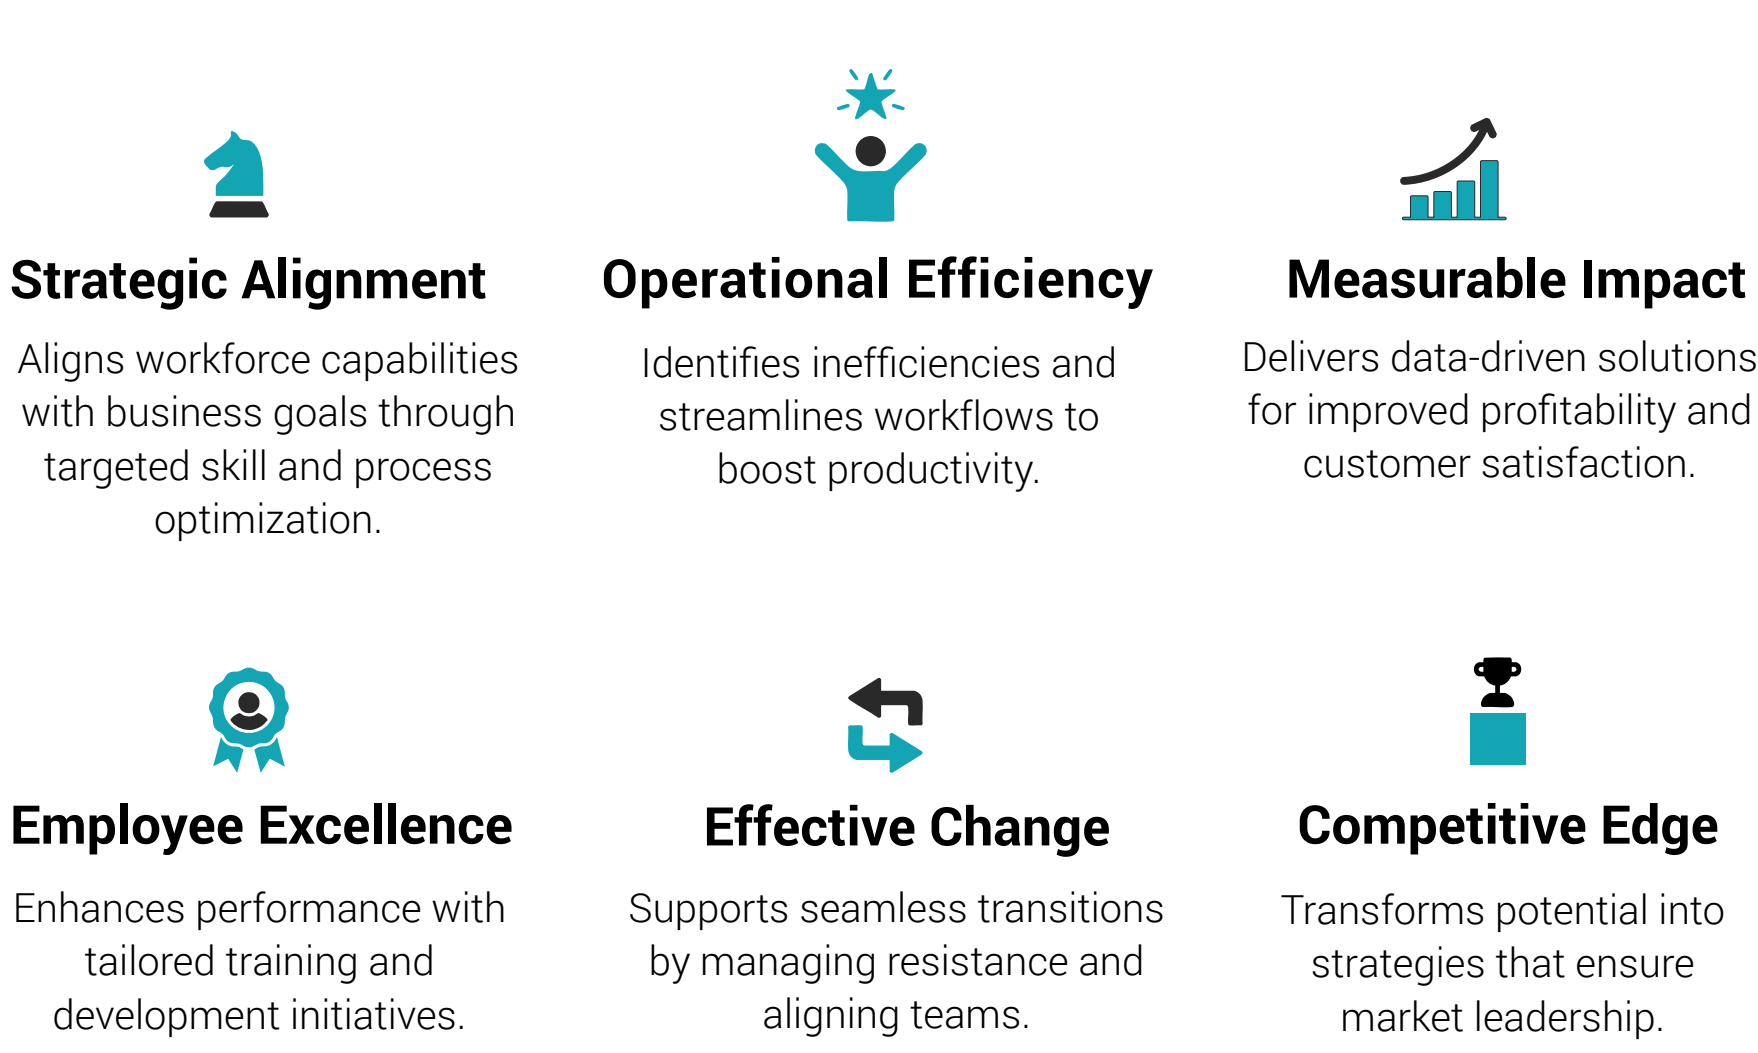 Strategic Alignment
Aligns workforce capabilities
with business goals through
targeted skill and process
optimization.
Operational Efficiency
Identifies inefficiencies and
streamlines workflows to
boost productivity.
Measurable Impact
Delivers data-driven solutions
for improved profitability and
customer satisfaction.
Employee Excellence
Enhances performance with
tailored training and
development initiatives.
Effective Change
Supports seamless transitions
by managing resistance and
aligning teams.
Competitive Edge
Transforms potential into
strategies that ensure
market leadership.